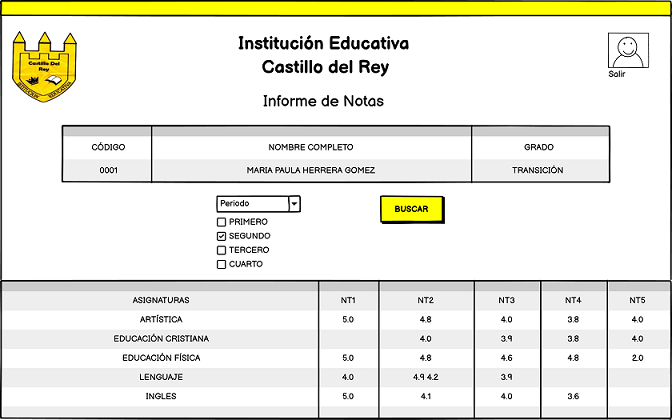 Castillo Del
Rey
INSTITUCION EDUCATIVA
Institución Educativa
Castillo del Rey
Salir
Informe de Notas
CÓDIGO NOMBRE COMPLETO GRADO
0001 MARIA PAULA HERRERA GOMEZ TRANSICIÓN
Periodo
BUSCAR
PRIMERO
SEGUNDO
TERCERO
CUARTO
ASIGNATURAS NT1 NT2 NT3 NT4 NT5
ARTÍSTICA 5.0 4.8 4.0 3.8 4.0
EDUCACIÓN CRISTIANA 4.0 3.9 3.8 4.0
EDUCACIÓN FÍSICA 5.0 4.8 4.6 4.8 2.0
LENGUAJE 4.0 4.9 4.2 3.9
INGLES 5.0 4.1 4.0 3.6